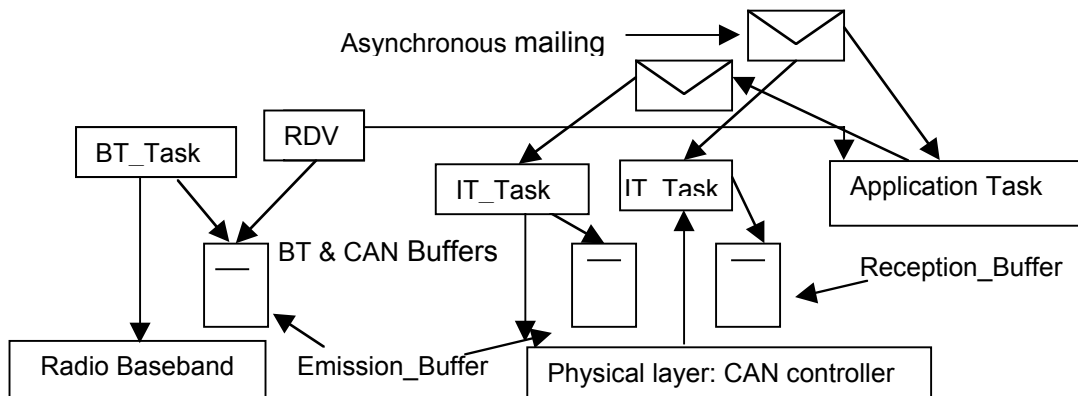 Asynchronous mailing
RDV
BT_Task
IT_Task
IT_Task
Application Task
BT & CAN Buffers
Reception_Buffer
Radio Baseband
Emission_Buffer
Physical layer: CAN controller